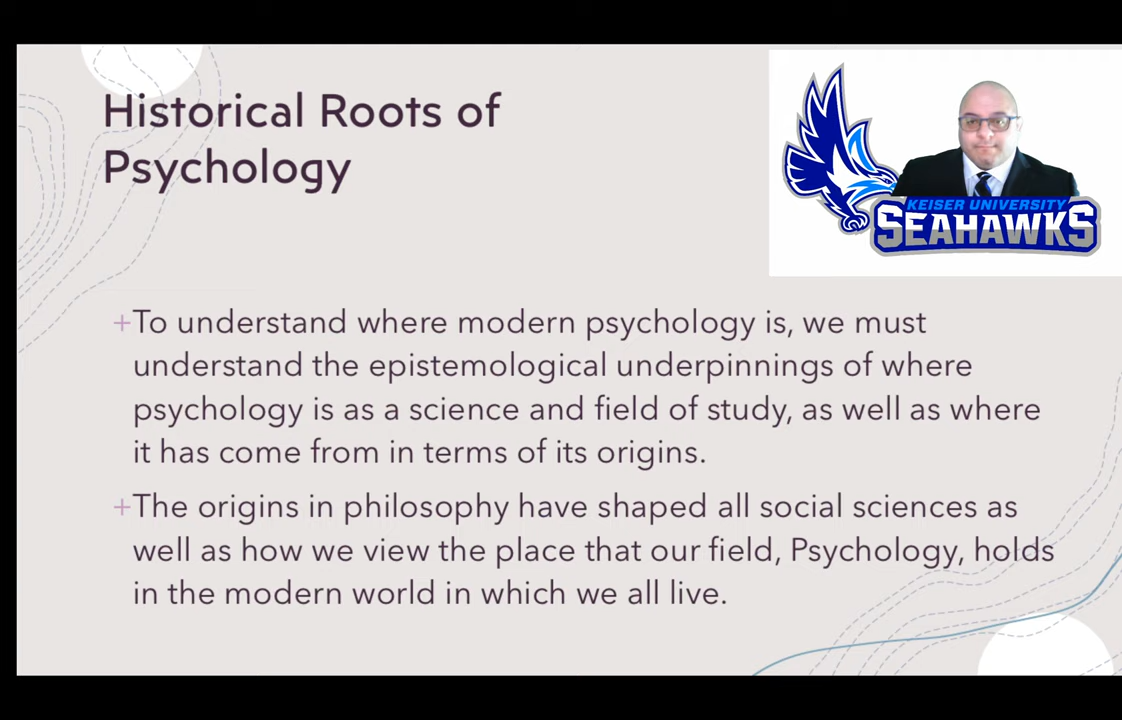 Historical Roots of
Psychology
KEISER UNIVERSITY
SEAHAWKS
+To understand where modern psychology is, we must
understand the epistemological underpinnings of where
psychology is as a science and field of study, as well as where
it has come from in terms of its origins.
+The origins in philosophy have shaped all social sciences as
well as how we view the place that our field, Psychology, holds
in the modern world in which we all live.